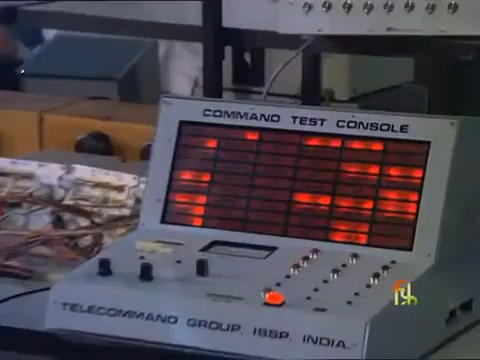 COMMAND TEST CONSOLE
TELECOMMAND GROUP, ISSP, INDIA.